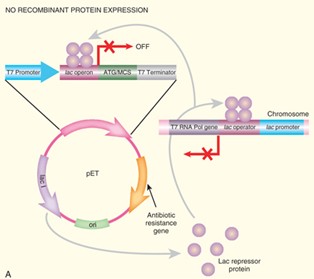 NO RECOMBINANT PROTEIN EXPRESSION
OFF
T7 Promoter
lac operon
ATG/MCS
T7 Terminator
Chromosome
T7 RNA Pol gene
lac operator
lac promoter
lac I
pET
Antibiotic
resistance
gene
ori
Lac repressor
protein
A